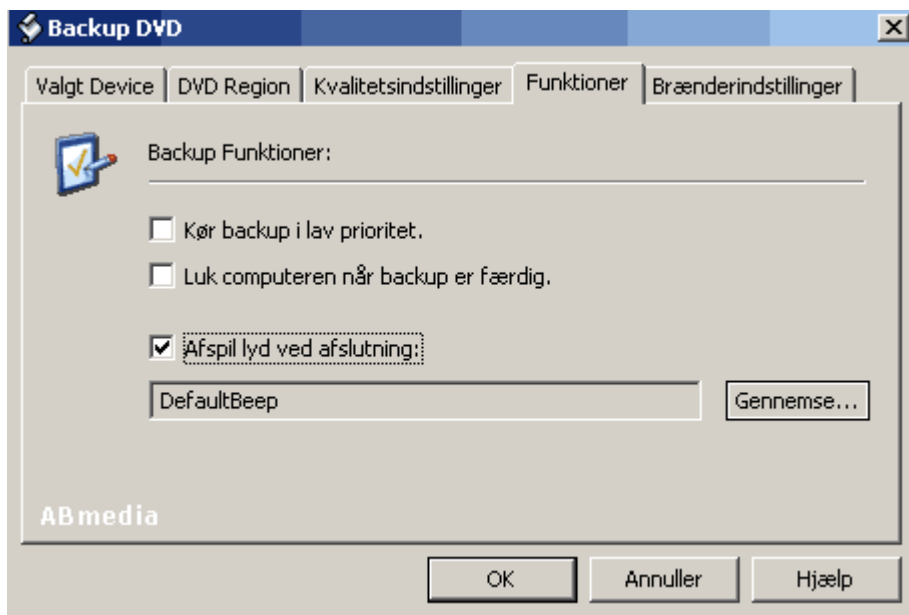 Backup DVD
Valgt Device DVD Region Kvalitetsindstillinger Funktioner Brænderindstillinger
Backup Funktioner:
Kør backup i lav prioritet.
Luk computeren når backup er færdig.
Afspil lyd ved afslutning:
DefaultBeep Gennemse...
ABmedia
OK Annuller Hjælp